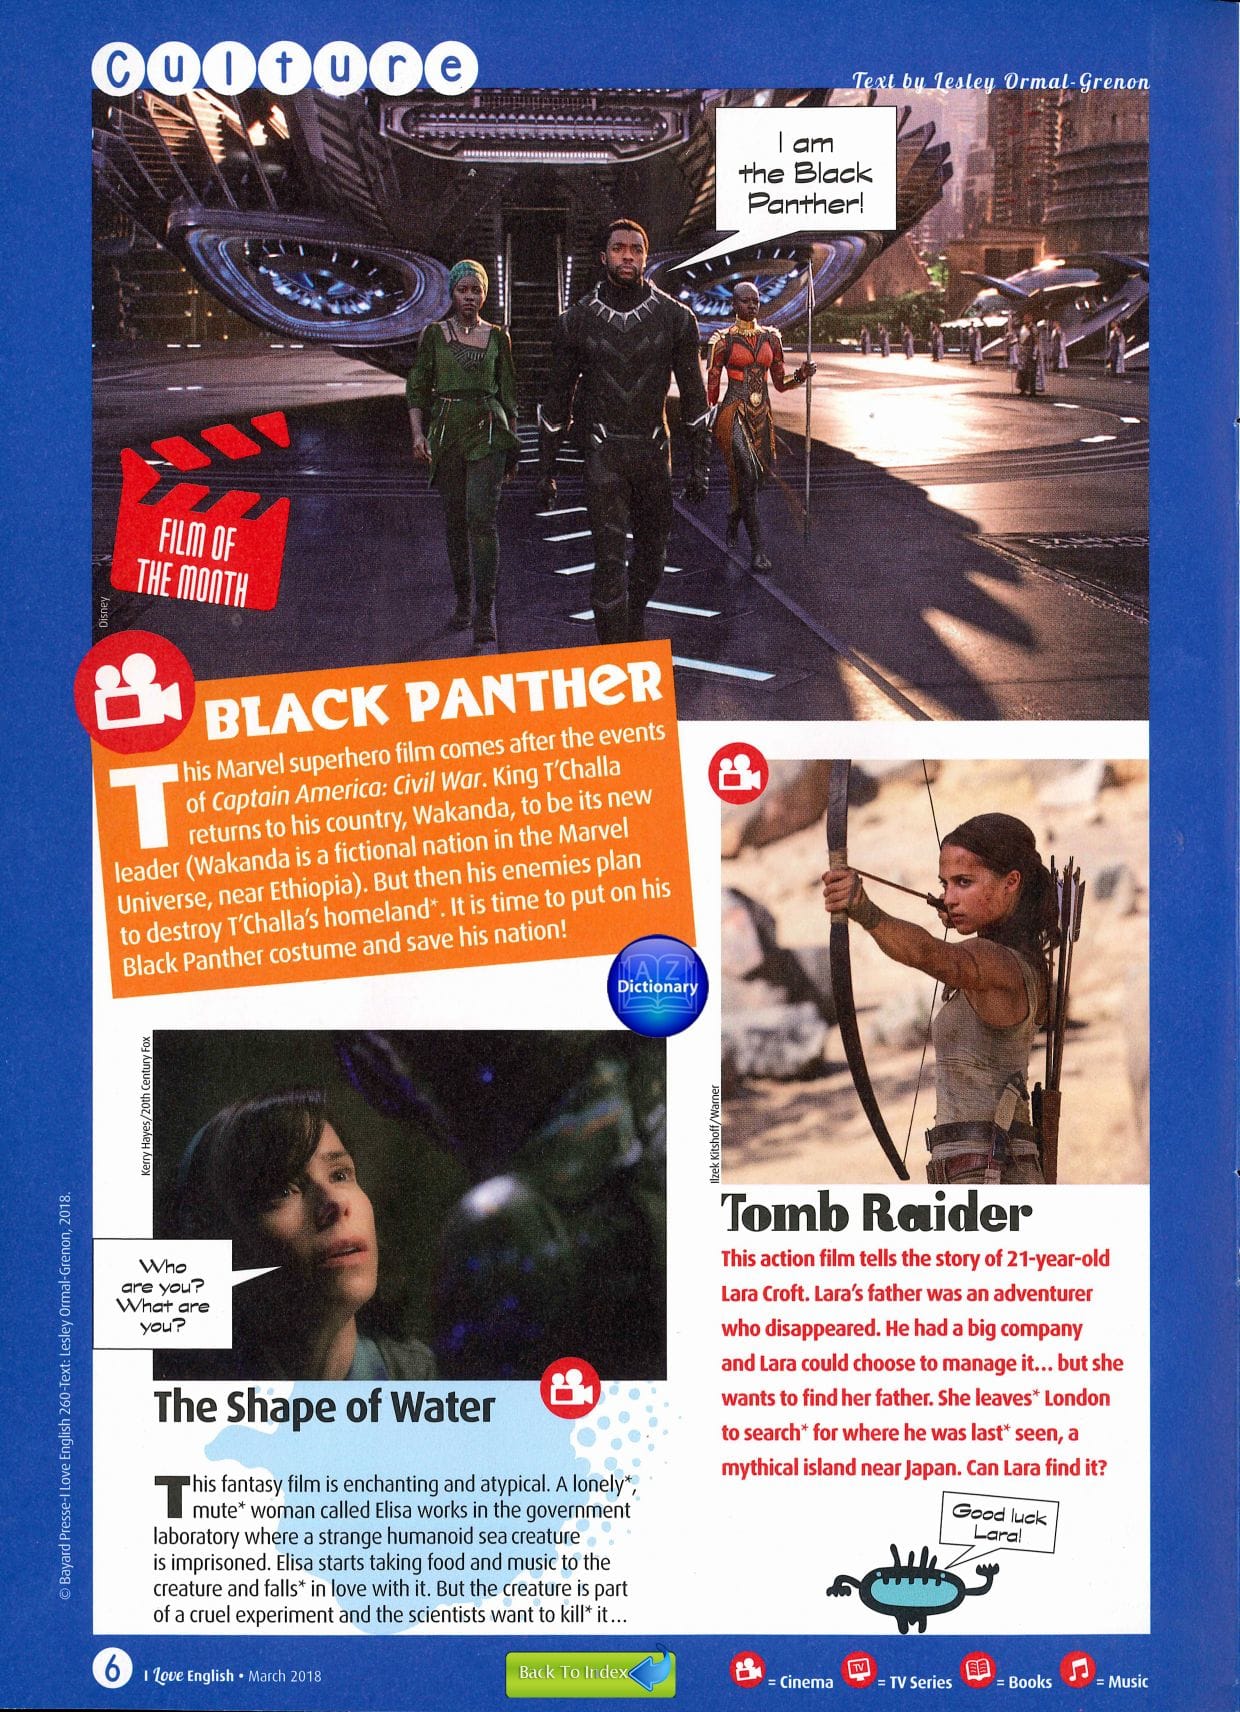 Culture
Text by Lesley Ormal-Grenon
I am
the Black
Panther!
FILM OF
THE MONTH
Disney
BLACK PANTHER
This Marvel superhero film comes after the events
of Captain America: Civil War. King T'Challa
returns to his country, Wakanda, to be its new
leader (Wakanda is a fictional nation in the Marvel
Universe, near Ethiopia). But then his enemies plan
to destroy T'Challa's homeland*. It is time to put on his
Black Panther costume and save his nation!
A Z
Dictionary
Kerry Hayes/20th Century Fox
Who
are you?
What are
you?
The Shape of Water
This fantasy film is enchanting and atypical. A lonely*,
mute* woman called Elisa works in the government
laboratory where a strange humanoid sea creature
is imprisoned. Elisa starts taking food and music to the
creature and falls* in love with it. But the creature is part
of a cruel experiment and the scientists want to kill* it...
Ilzek Kitshoff/Warner
Tomb Raider
This action film tells the story of 21-year-old
Lara Croft. Lara's father was an adventurer
who disappeared. He had a big company
and Lara could choose to manage it... but she
wants to find her father. She leaves* London
to search* for where he was last* seen, a
mythical island near Japan. Can Lara find it?
Good luck
Lara!
© Bayard Presse-I Love English 260-Text: Lesley Ormal-Grenon, 2018.
6 I Love English • March 2018
Back To Index
= Cinema
TV = TV Series
= Books
= Music